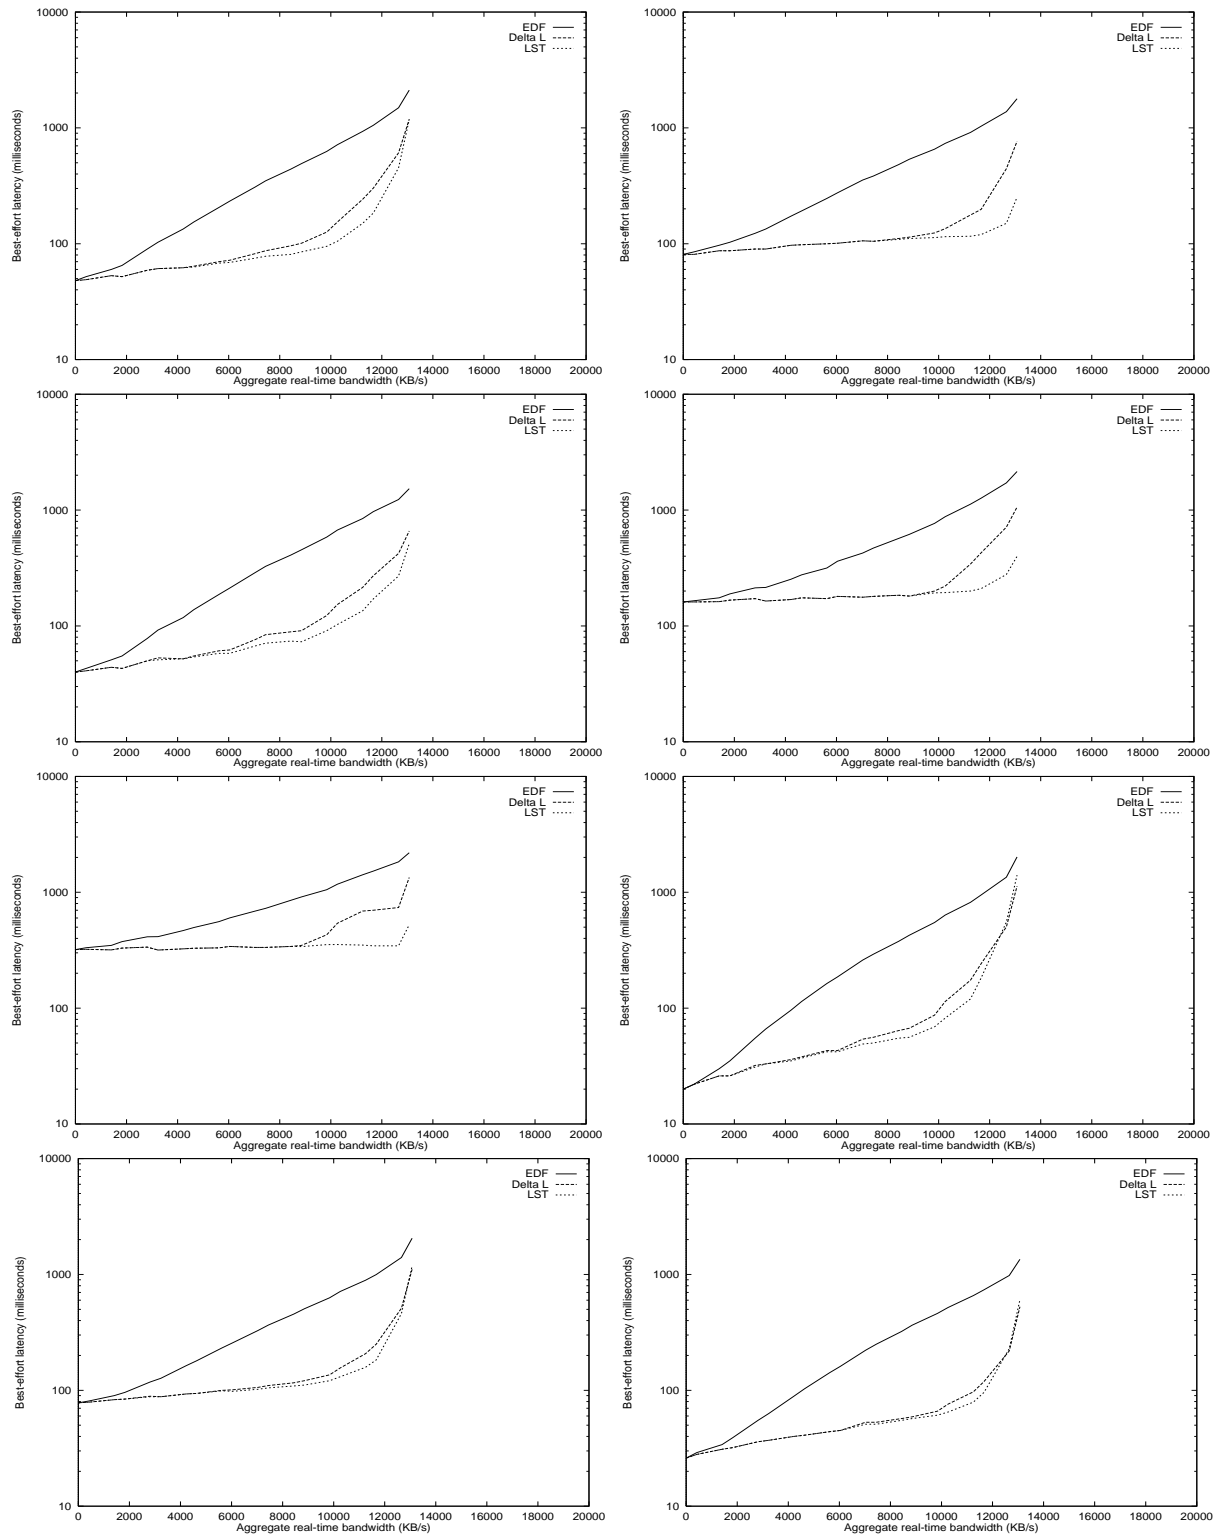 10000
1000
100
10
Best-effort latency (milliseconds)
EDF
Delta L
LST
0 2000 4000 6000 8000 10000 12000 14000 16000 18000 20000
Aggregate real-time bandwidth (KB/s)
10000
1000
100
10
Best-effort latency (milliseconds)
EDF
Delta L
LST
0 2000 4000 6000 8000 10000 12000 14000 16000 18000 20000
Aggregate real-time bandwidth (KB/s)
10000
1000
100
10
Best-effort latency (milliseconds)
EDF
Delta L
LST
0 2000 4000 6000 8000 10000 12000 14000 16000 18000 20000
Aggregate real-time bandwidth (KB/s)
10000
1000
100
10
Best-effort latency (milliseconds)
EDF
Delta L
LST
0 2000 4000 6000 8000 10000 12000 14000 16000 18000 20000
Aggregate real-time bandwidth (KB/s)
10000
1000
100
10
Best-effort latency (milliseconds)
EDF
Delta L
LST
0 2000 4000 6000 8000 10000 12000 14000 16000 18000 20000
Aggregate real-time bandwidth (KB/s)
10000
1000
100
10
Best-effort latency (milliseconds)
EDF
Delta L
LST
0 2000 4000 6000 8000 10000 12000 14000 16000 18000 20000
Aggregate real-time bandwidth (KB/s)
10000
1000
100
10
Best-effort latency (milliseconds)
EDF
Delta L
LST
0 2000 4000 6000 8000 10000 12000 14000 16000 18000 20000
Aggregate real-time bandwidth (KB/s)
10000
1000
100
10
Best-effort latency (milliseconds)
EDF
Delta L
LST
0 2000 4000 6000 8000 10000 12000 14000 16000 18000 20000
Aggregate real-time bandwidth (KB/s)